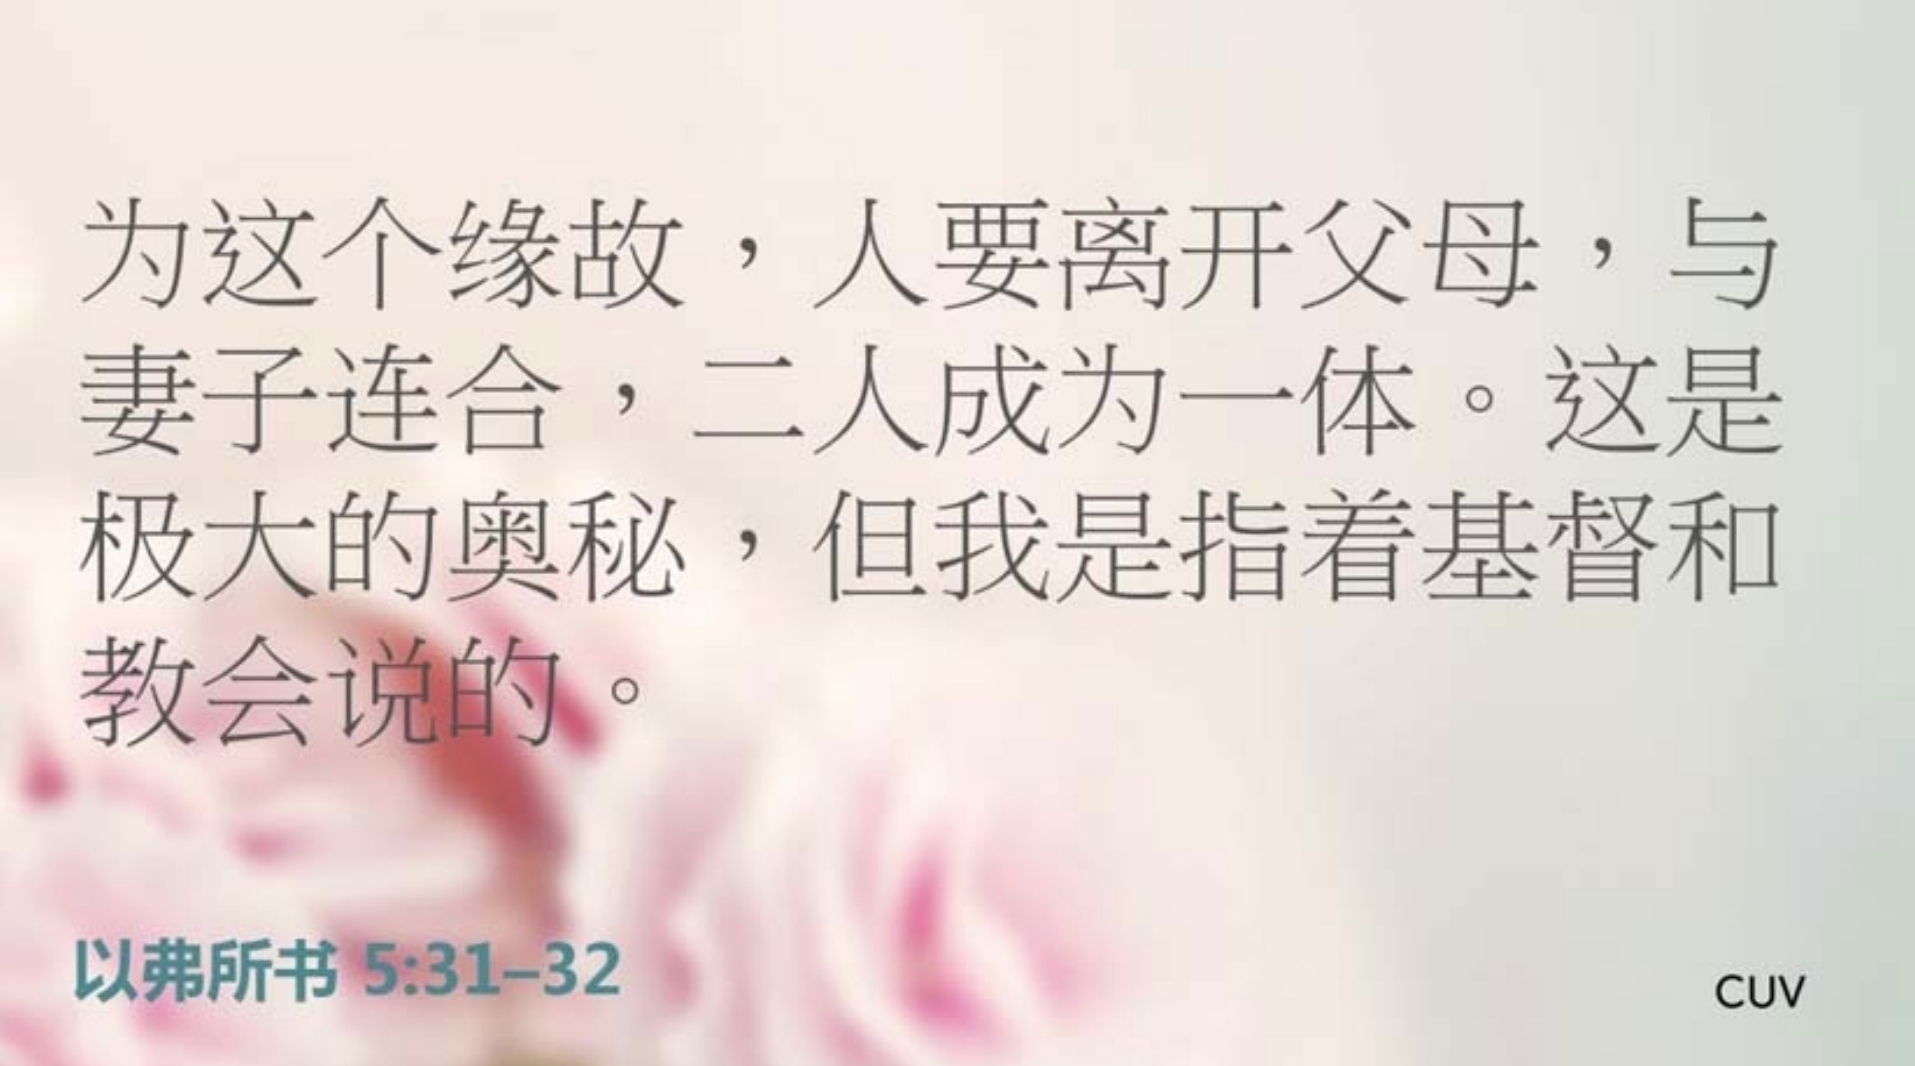 为这个缘故，人要离开父母，与
妻子连合，二人成为一体。这是
极大的奥秘，但我是指着基督和
教会说的。
以弗所书 5:31–32
CUV